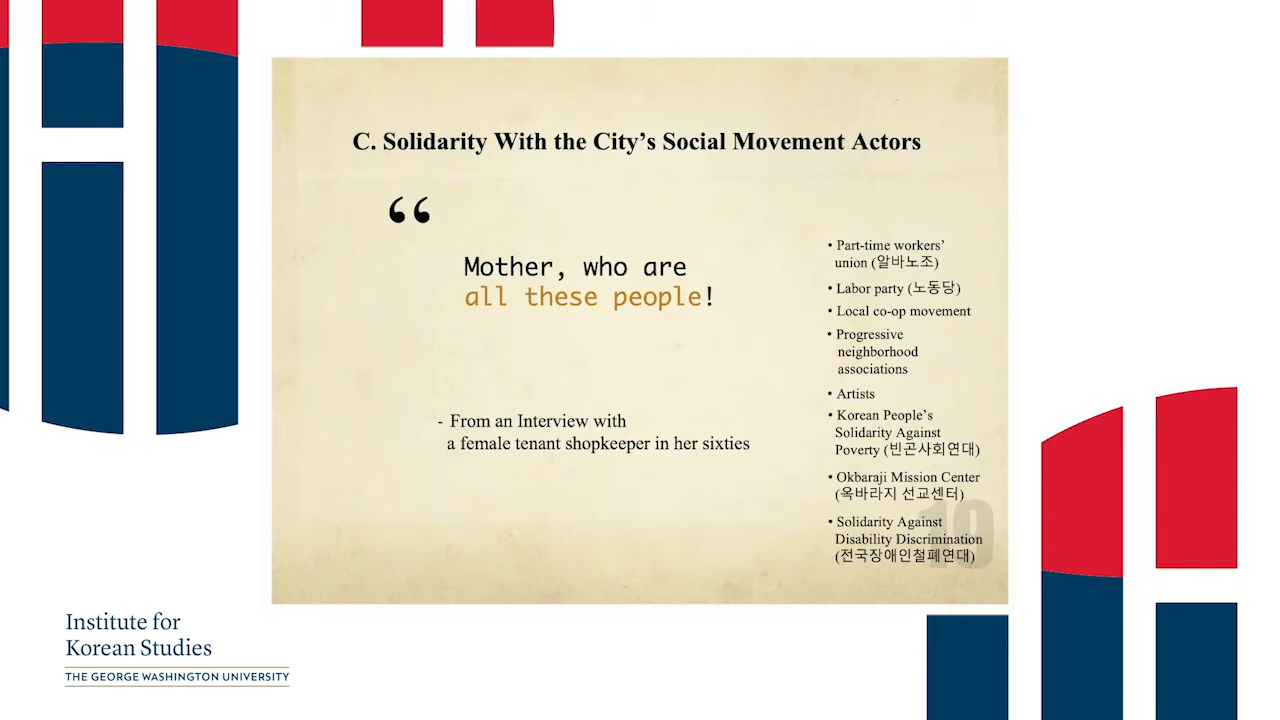 C. Solidarity With the City's Social Movement Actors
“
Mother, who are
all these people!
- From an Interview with
a female tenant shopkeeper in her sixties
• Part-time workers'
union (알바노조)
• Labor party (노동당)
• Local co-op movement
• Progressive
neighborhood
associations
• Artists
• Korean People's
Solidarity Against
Poverty (빈곤사회연대)
• Okbaraji Mission Center
(옥바라지 선교센터)
• Solidarity Against
Disability Discrimination
(전국장애인철폐연대)
10
Institute for
Korean Studies
THE GEORGE WASHINGTON UNIVERSITY